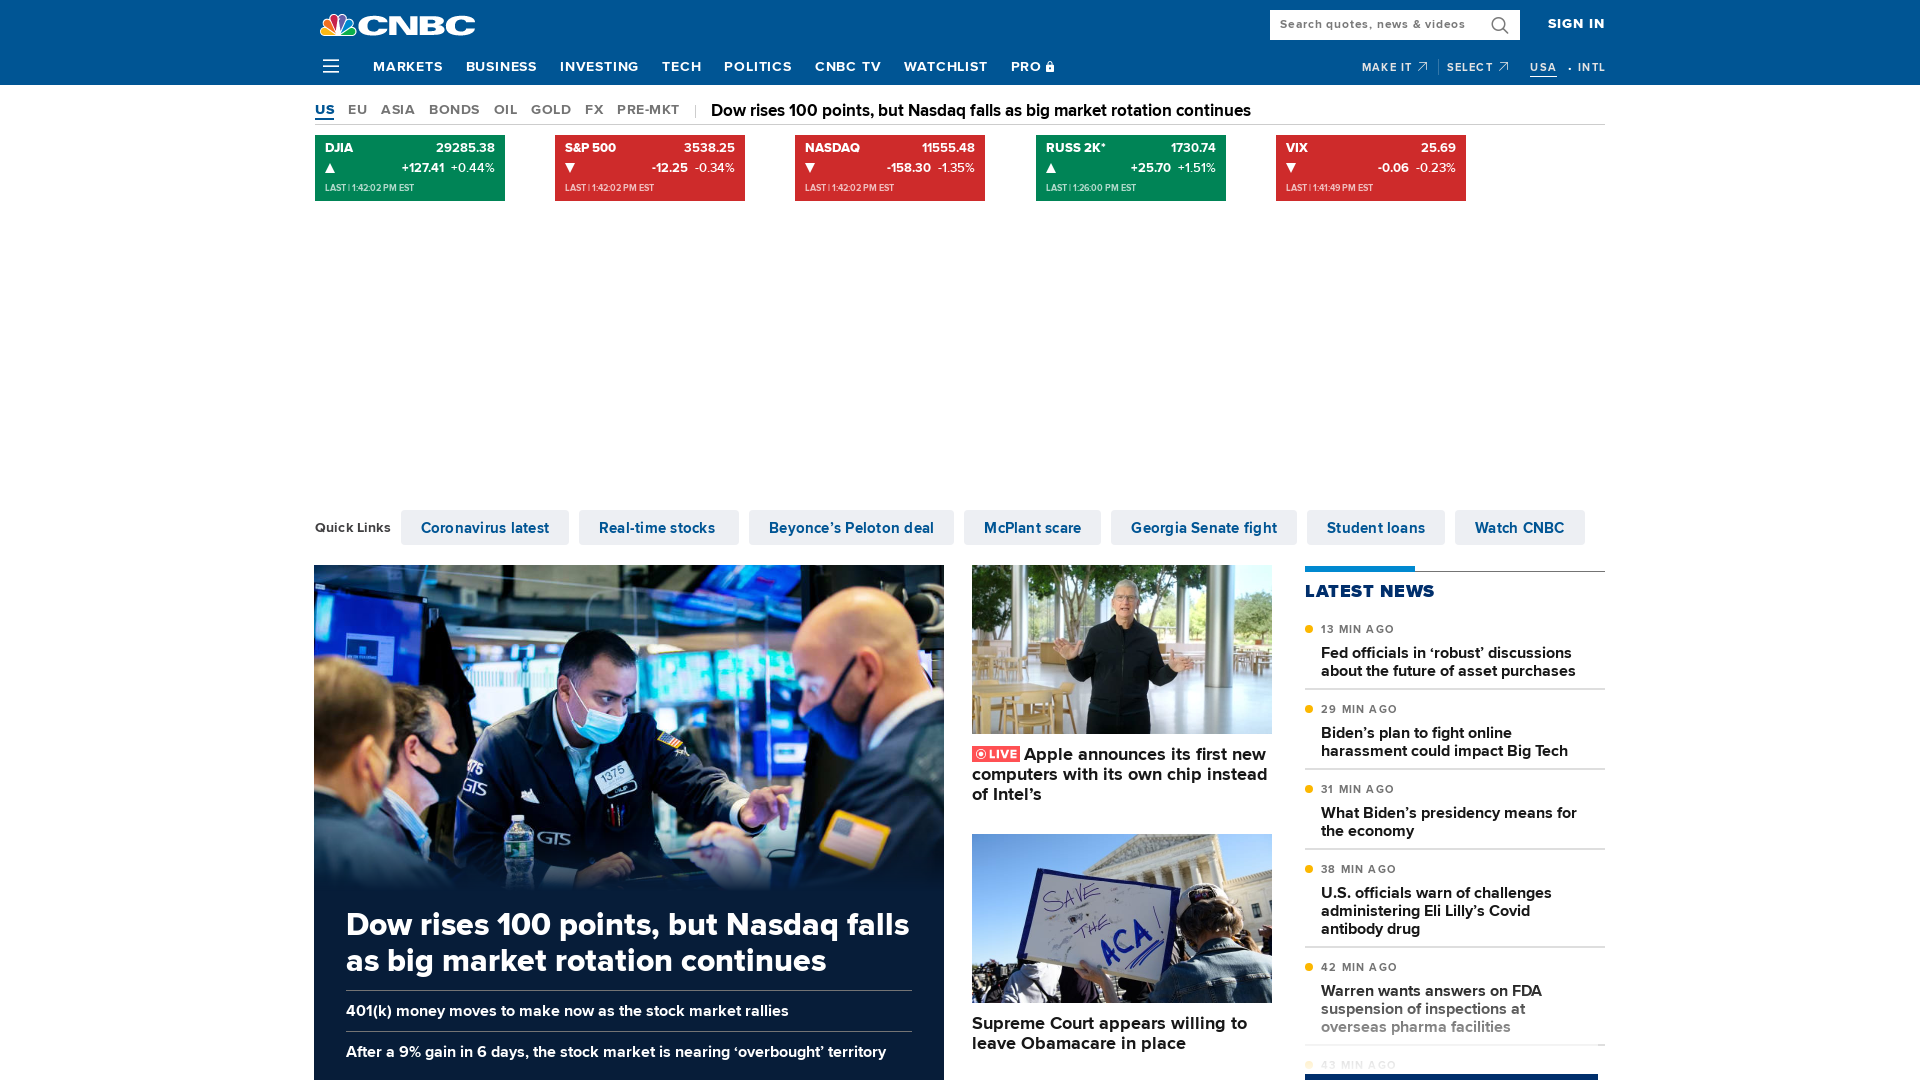 CNBC
Search quotes, news & videos
SIGN IN
MARKETS BUSINESS INVESTING TECH POLITICS CNBC TV WATCHLIST PRO
MAKE IT SELECT USA • INTL
US EU ASIA BONDS OIL GOLD FX PRE-MKT
Dow rises 100 points, but Nasdaq falls as big market rotation continues
DJIA 29285.38
+127.41 +0.44%
LAST | 1:42:02 PM EST
S&P 500 3538.25
-12.25 -0.34%
LAST | 1:42:02 PM EST
NASDAQ 11555.48
-158.30 -1.35%
LAST | 1:42:02 PM EST
RUSS 2K* 1730.74
+25.70 +1.51%
LAST | 1:26:00 PM EST
VIX 25.69
-0.06 -0.23%
LAST | 1:41:49 PM EST
Quick Links
Coronavirus latest
Real-time stocks
Beyonce’s Peloton deal
McPlant scare
Georgia Senate fight
Student loans
Watch CNBC
1375
GTS
1375
GTS
Dow rises 100 points, but Nasdaq falls
as big market rotation continues
401(k) money moves to make now as the stock market rallies
After a 9% gain in 6 days, the stock market is nearing ‘overbought’ territory
LIVE Apple announces its first new
computers with its own chip instead
of Intel’s
SAVE
THE
ACA!
Supreme Court appears willing to
leave Obamacare in place
LATEST NEWS
13 MIN AGO
Fed officials in ‘robust’ discussions
about the future of asset purchases
29 MIN AGO
Biden’s plan to fight online
harassment could impact Big Tech
31 MIN AGO
What Biden’s presidency means for
the economy
38 MIN AGO
U.S. officials warn of challenges
administering Eli Lilly’s Covid
antibody drug
42 MIN AGO
Warren wants answers on FDA
suspension of inspections at
overseas pharma facilities
43 MIN AGO